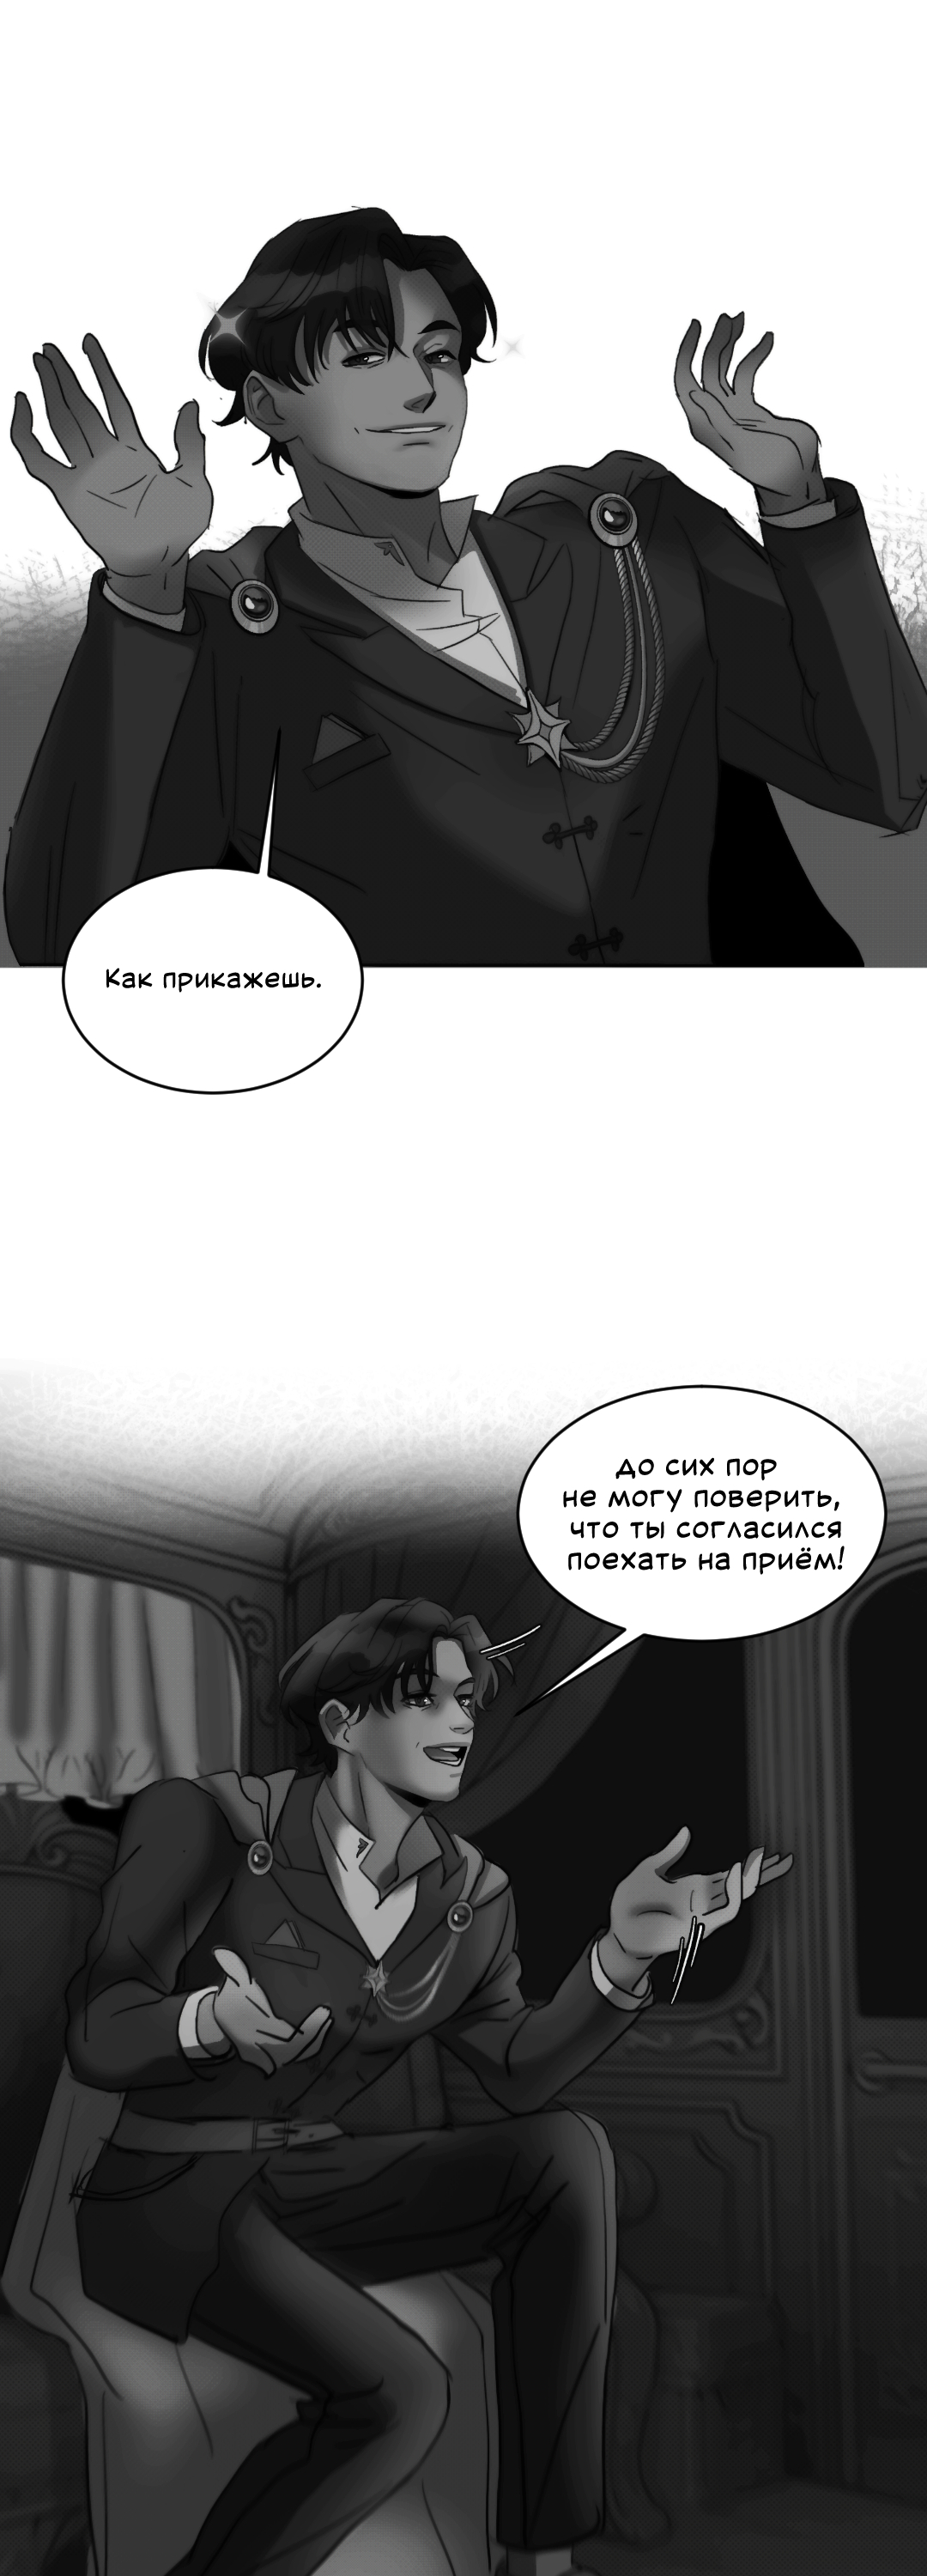 Как прикажешь.
до сих пор
не могу поверить,
что ты согласился
поехать на приём!